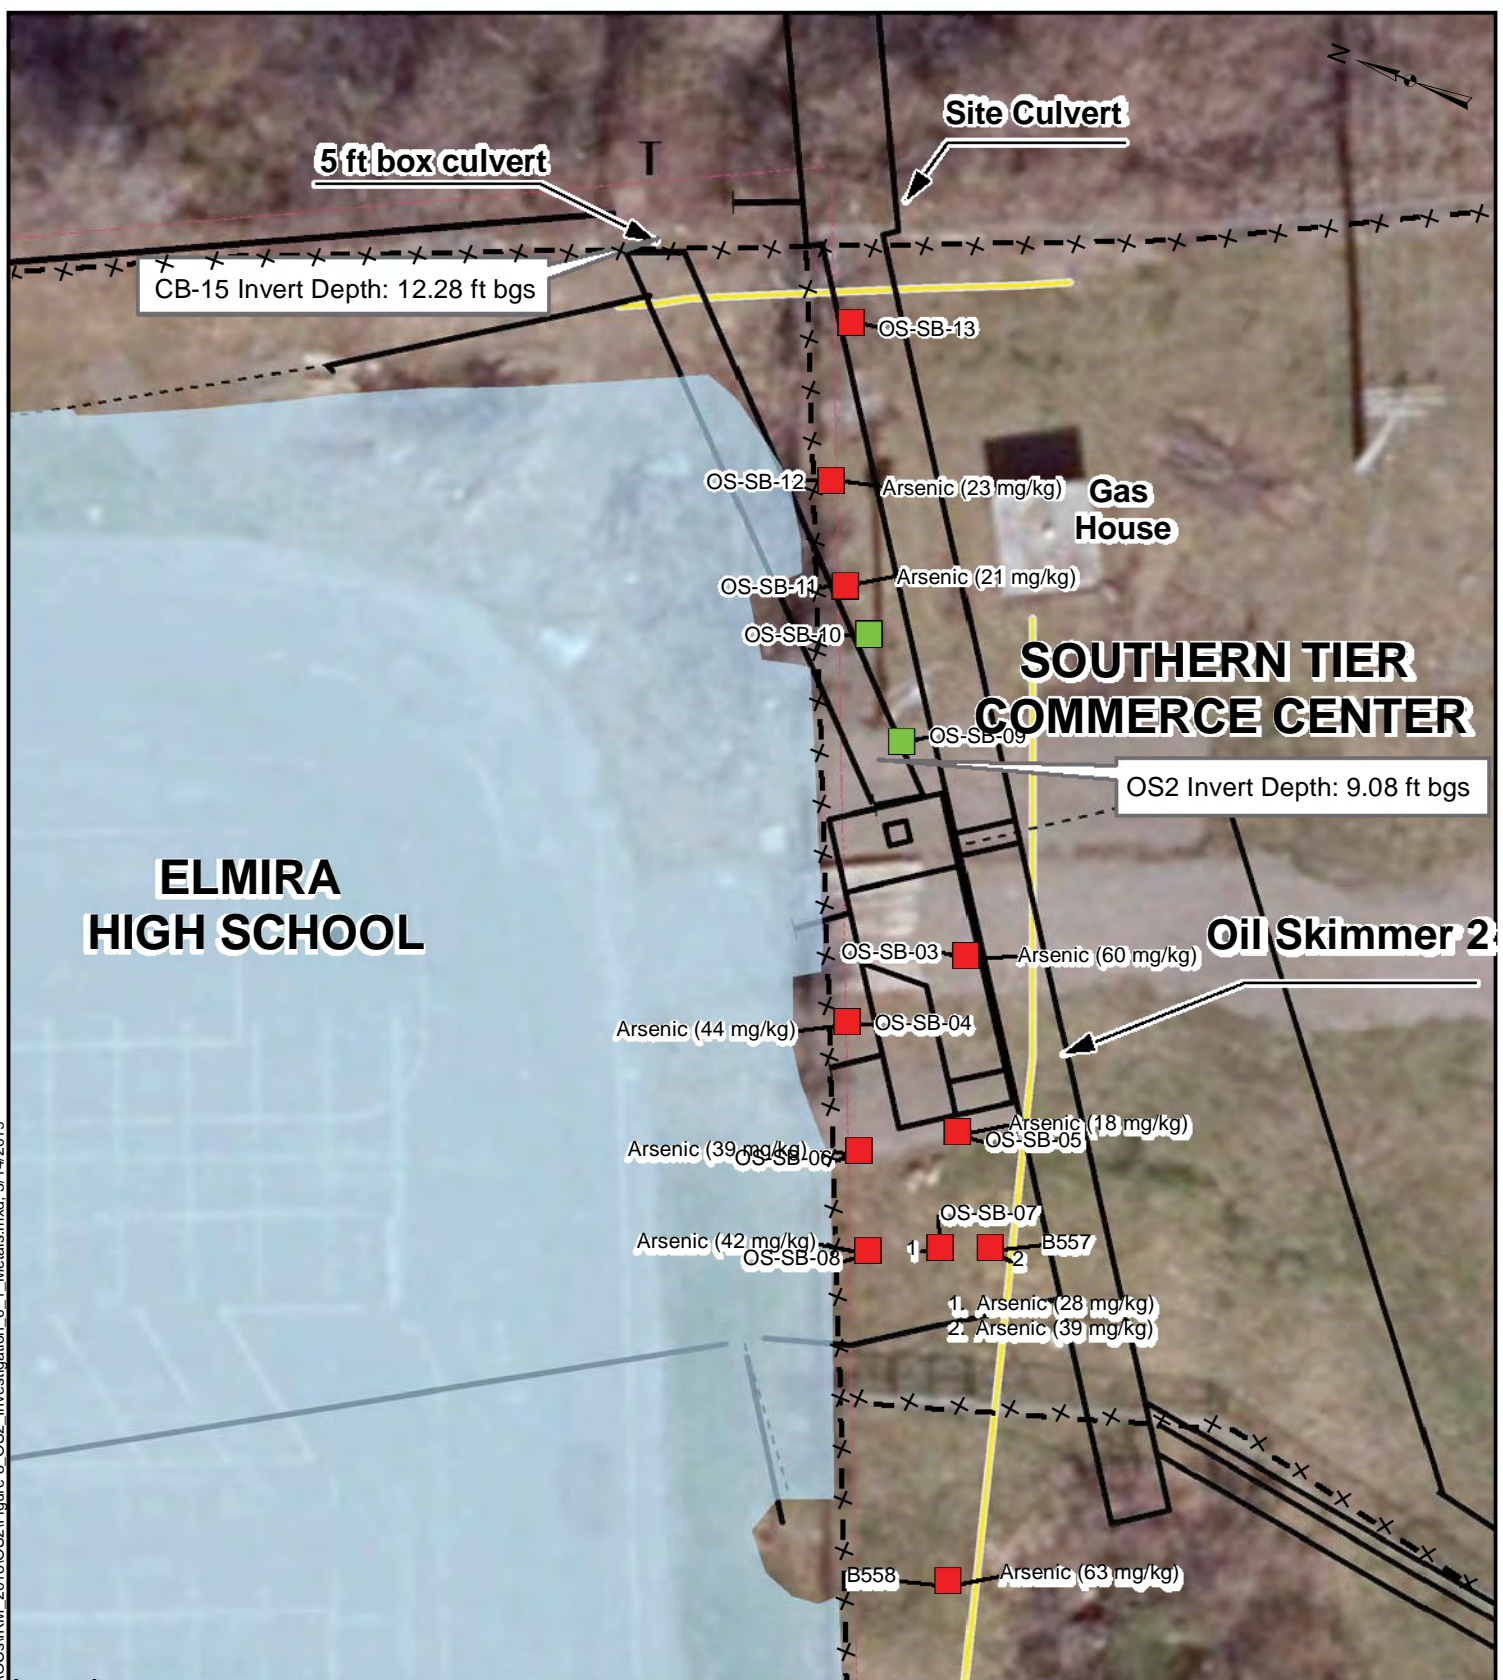 N
Site Culvert
5 ft box culvert
CB-15 Invert Depth: 12.28 ft bgs
OS-SB-13
OS-SB-12
Arsenic (23 mg/kg)
Gas
House
OS-SB-11
Arsenic (21 mg/kg)
OS-SB-10
SOUTHERN TIER
COMMERCE CENTER
OS-SB-09
OS2 Invert Depth: 9.08 ft bgs
ELMIRA
HIGH SCHOOL
Oil Skimmer 2
OS-SB-03
Arsenic (60 mg/kg)
Arsenic (44 mg/kg)
OS-SB-04
Arsenic (18 mg/kg)
OS-SB-05
Arsenic (39 mg/kg)
OS-SB-06
OS-SB-07
Arsenic (42 mg/kg)
OS-SB-08
1
B557
2
1. Arsenic (28 mg/kg)
2. Arsenic (39 mg/kg)
B558
Arsenic (63 mg/kg)